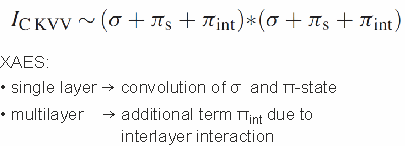 I_{C KVV} ∼ (σ + π_s + π_int)*(σ + π_s + π_int)
XAES:
• single layer → convolution of σ and π-state
• multilayer → additional term π_int due to
interlayer interaction